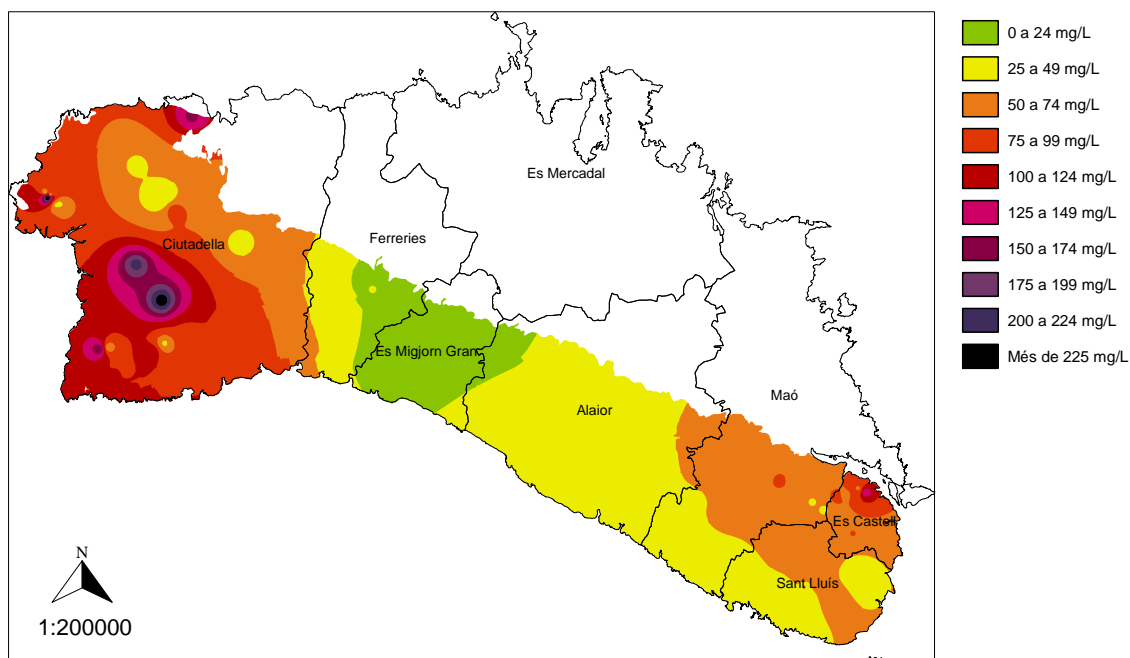 0 a 24 mg/L
25 a 49 mg/L
50 a 74 mg/L
75 a 99 mg/L
100 a 124 mg/L
125 a 149 mg/L
150 a 174 mg/L
175 a 199 mg/L
200 a 224 mg/L
Més de 225 mg/L
Es Mercadal
Ferreries
Ciutadella
Es Migjorn Gran
Alaior
Maó
Es Castell
Sant Lluís
N
1:200000